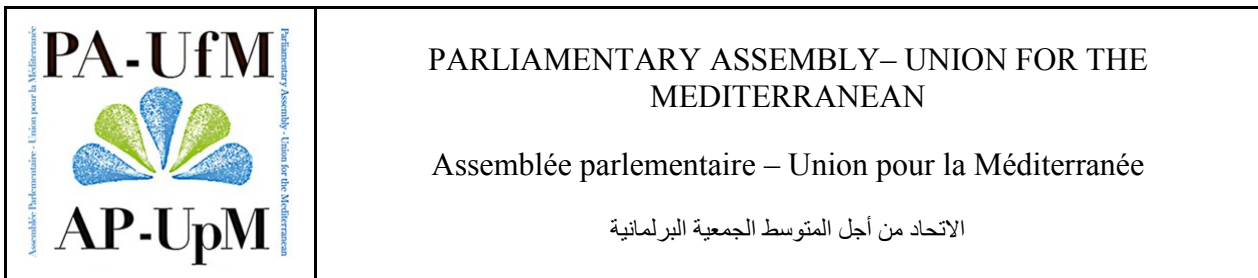 PA-UfM
Assemblée Parlementaire - Union pour la Méditerranée
Parliamentary Assembly - Union for the Mediterranean
AP-UpM
PARLIAMENTARY ASSEMBLY– UNION FOR THE
MEDITERRANEAN
Assemblée parlementaire – Union pour la Méditerranée
الاتحاد من أجل المتوسط الجمعية البرلمانية